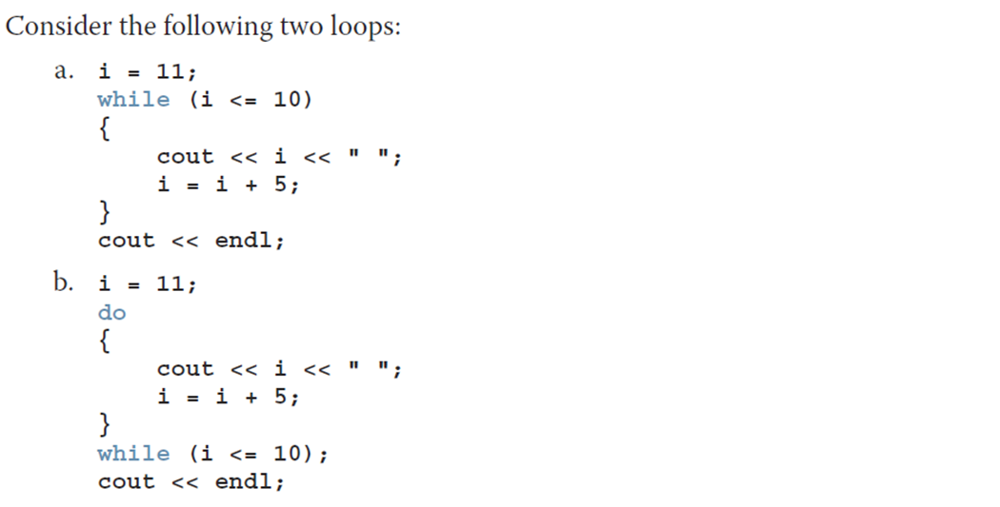 Consider the following two loops:
a. i = 11;
while (i <= 10)
{
cout << i << " ";
i = i + 5;
}
cout << endl;
b. i = 11;
do
{
cout << i << " ";
i = i + 5;
}
while (i <= 10);
cout << endl;